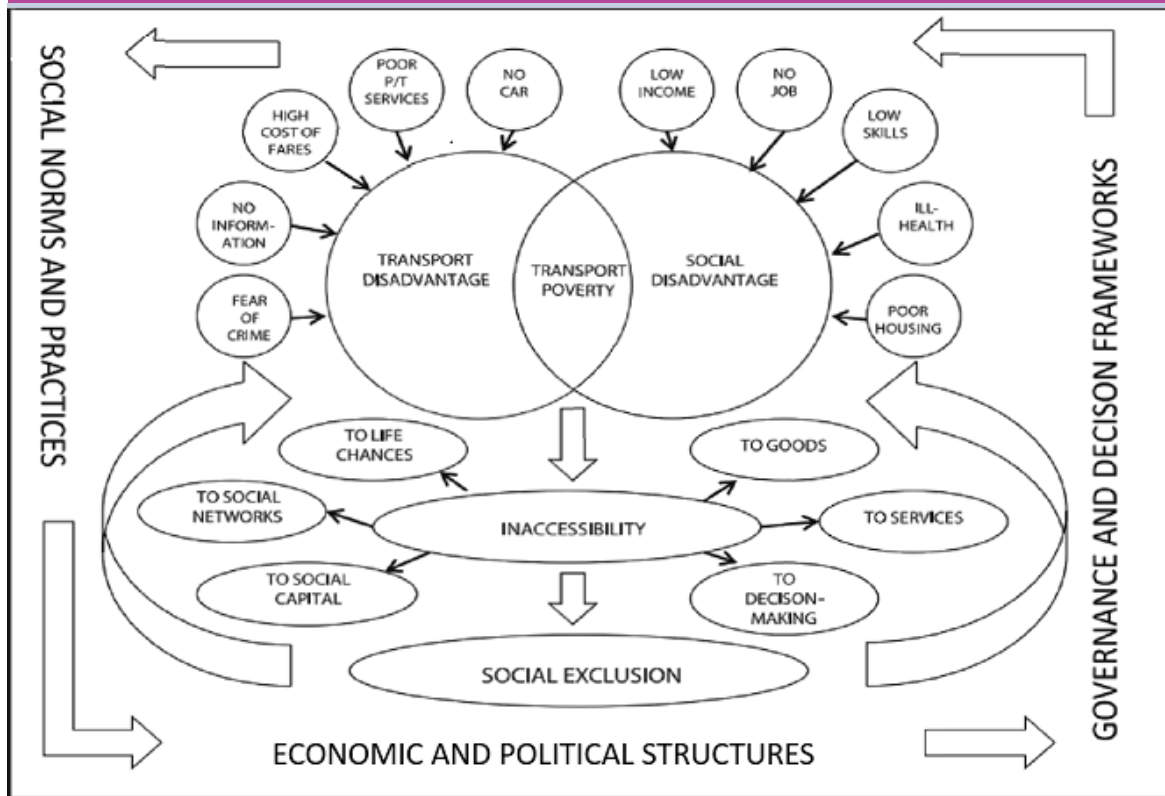 SOCIAL NORMS AND PRACTICES
POOR
P/T
SERVICES
NO
CAR
LOW
INCOME
NO
JOB
HIGH
COST OF
FARES
LOW
SKILLS
NO
INFORM-
ATION
ILL-
HEALTH
FEAR
OF
CRIME
POOR
HOUSING
TRANSPORT
DISADVANTAGE
TRANSPORT
POVERTY
SOCIAL
DISADVANTAGE
TO LIFE
CHANCES
TO GOODS
TO SOCIAL
NETWORKS
INACCESSIBILITY
TO SERVICES
TO SOCIAL
CAPITAL
TO
DECISON-
MAKING
SOCIAL EXCLUSION
ECONOMIC AND POLITICAL STRUCTURES
GOVERNANCE AND DECISON FRAMEWORKS